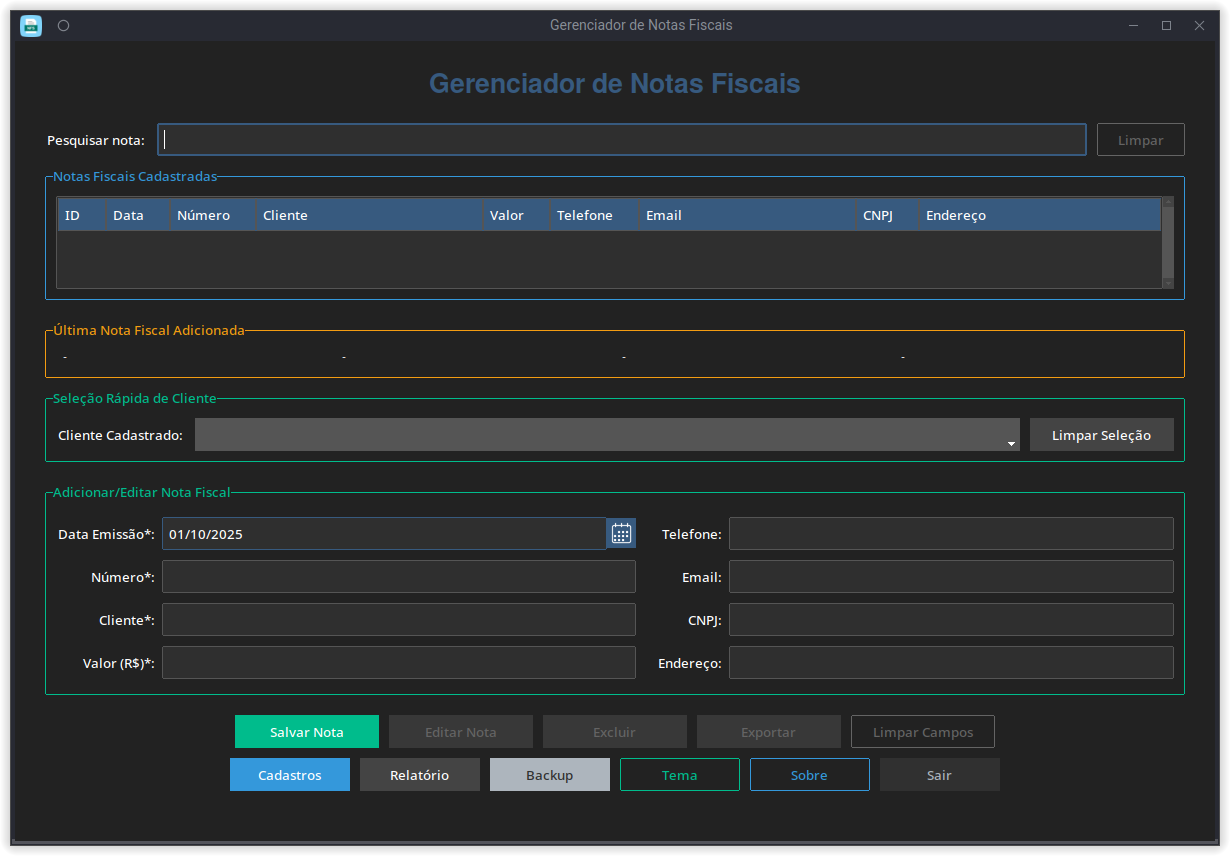 Gerenciador de Notas Fiscais
Gerenciador de Notas Fiscais
Pesquisar nota: Limpar
Notas Fiscais Cadastradas
ID Data Número Cliente Valor Telefone Email CNPJ Endereço
Última Nota Fiscal Adicionada
- - - -
Seleção Rápida de Cliente
Cliente Cadastrado: Limpar Seleção
Adicionar/Editar Nota Fiscal
Data Emissão*: 01/10/2025 Telefone:
Número*: Email:
Cliente*: CNPJ:
Valor (R$)*: Endereço:
Salvar Nota Editar Nota Excluir Exportar Limpar Campos
Cadastros Relatório Backup Tema Sobre Sair